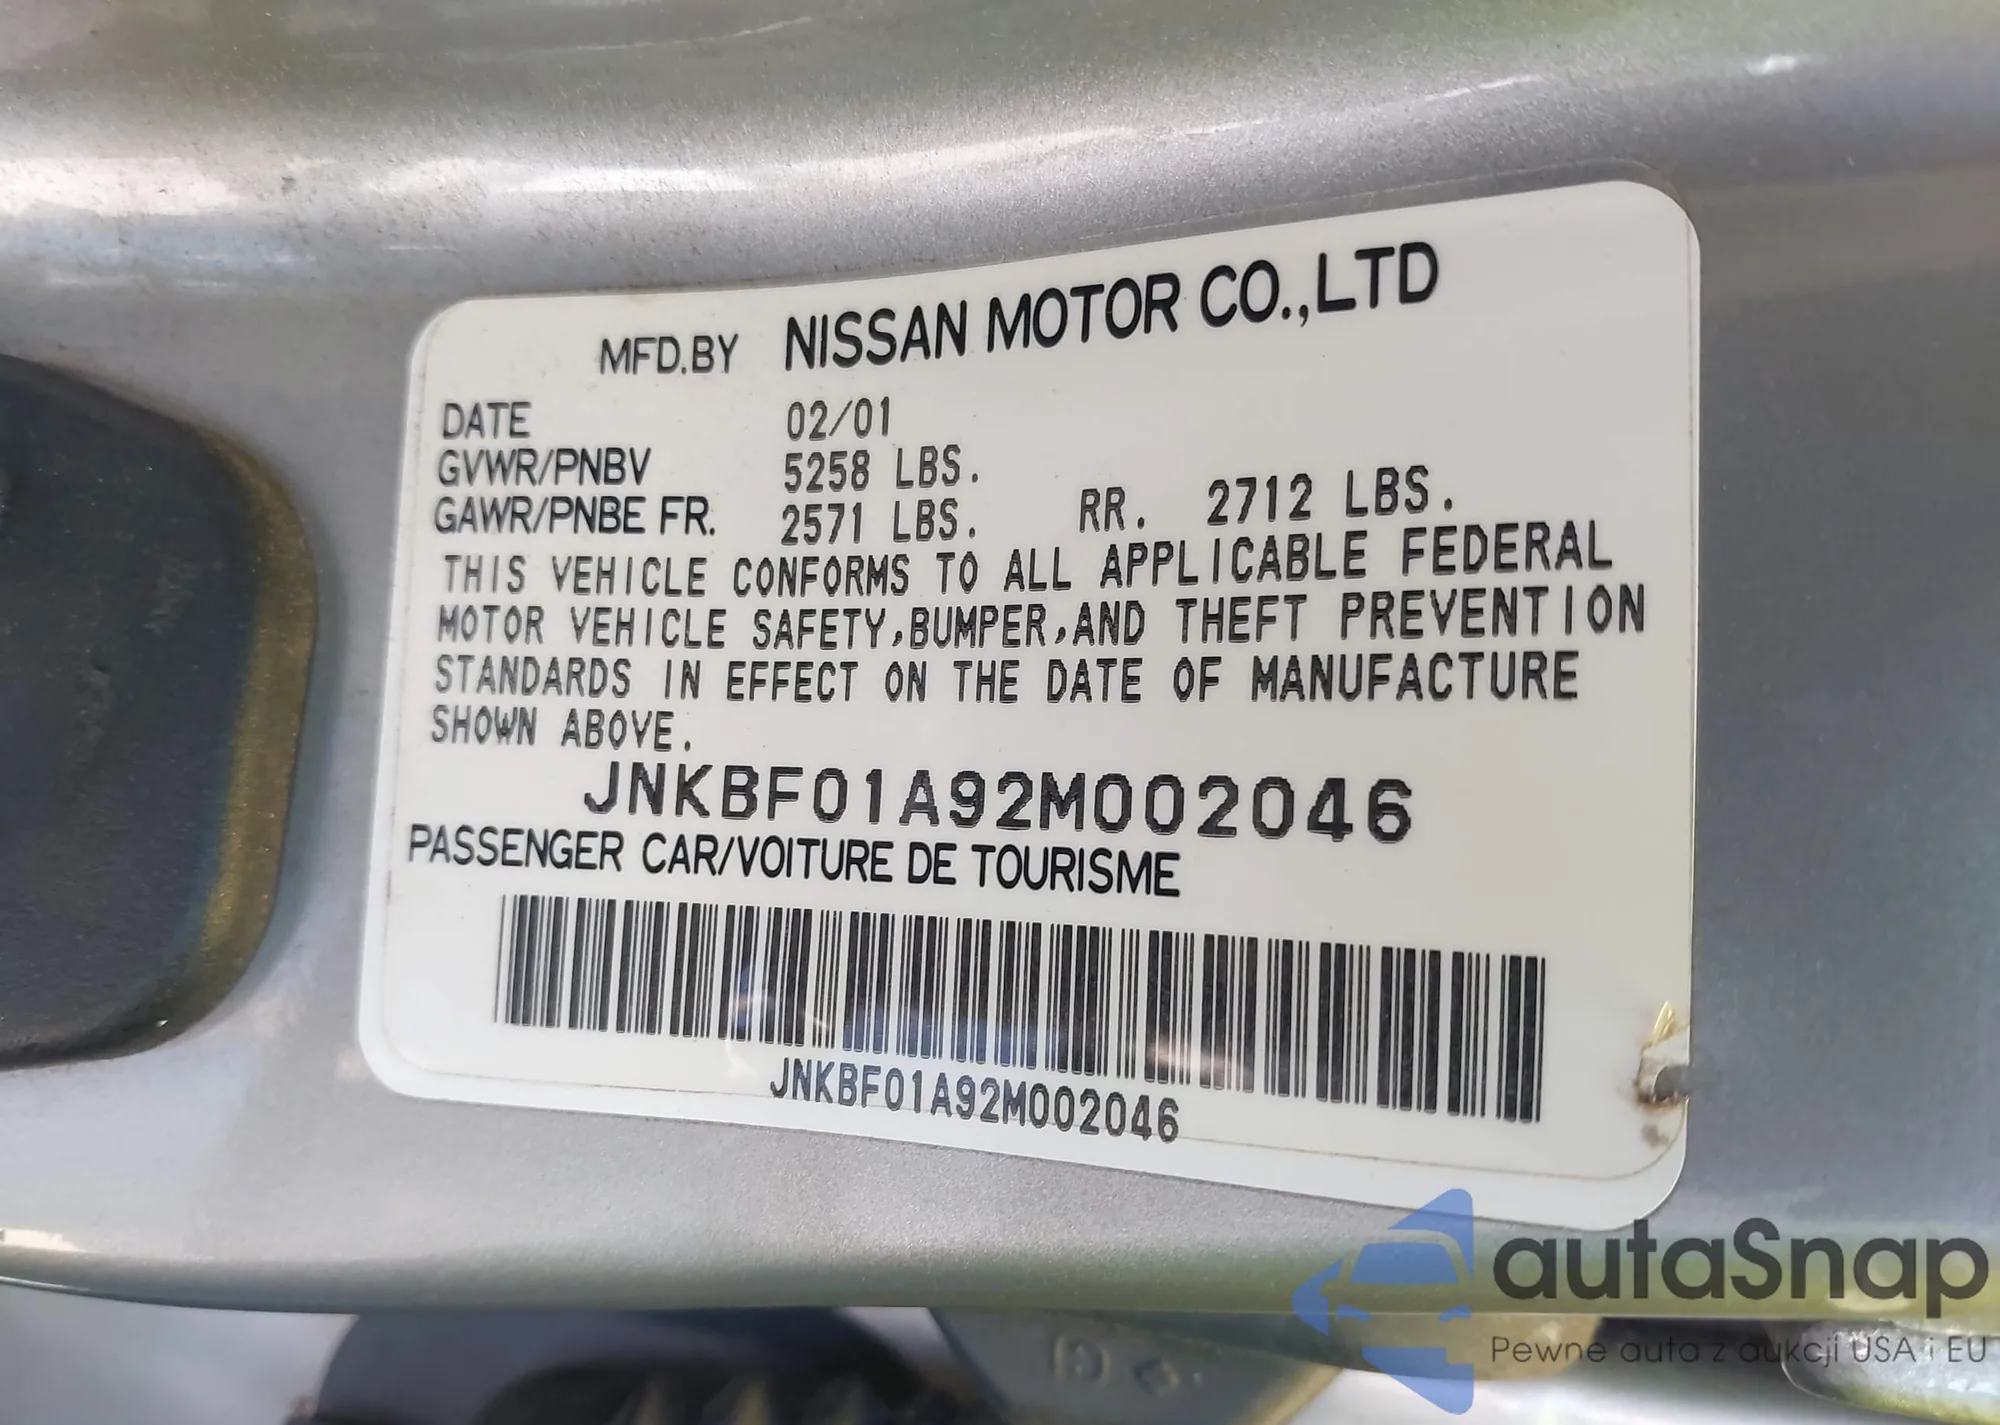 MFD.BY NISSAN MOTOR CO.,LTD
DATE 02/01
GVWR/PNBV 5258 LBS.
GAWR/PNBE FR. 2571 LBS. RR. 2712 LBS.
THIS VEHICLE CONFORMS TO ALL APPLICABLE FEDERAL
MOTOR VEHICLE SAFETY,BUMPER,AND THEFT PREVENTION
STANDARDS IN EFFECT ON THE DATE OF MANUFACTURE
SHOWN ABOVE.
JNKBF01A92M002046
PASSENGER CAR/VOITURE DE TOURISME
JNKBF01A92M002046
autaSnap
Pewne auta z aukcji USA i EU